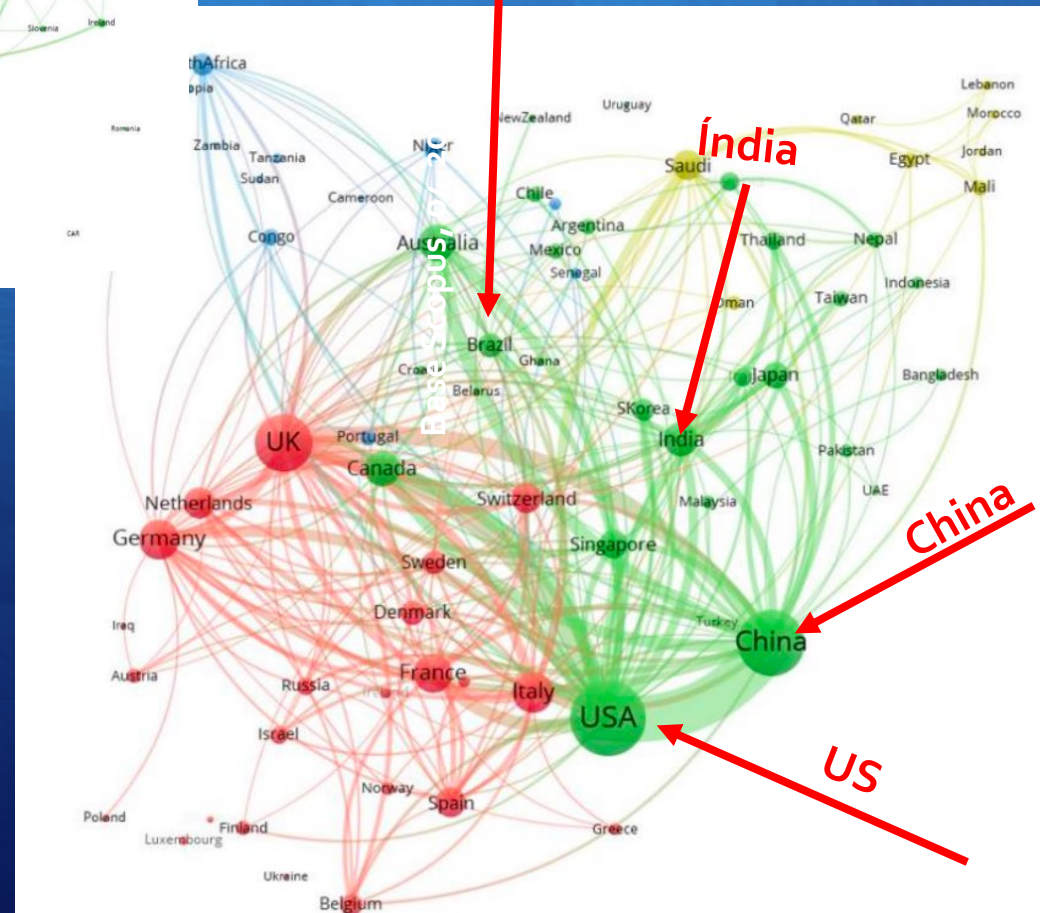 Slovenia
Ireland
Romania
CAR
thAfrica
opia
Zambia
Tanzania
Sudan
Niger
Cameroon
Congo
Australia
NewZealand
Uruguay
Chile
Argentina
Mexico
Senegal
Saudi
Índia
Qatar
Lebanon
Morocco
Egypt
Jordan
Mali
Thailand
Nepal
Indonesia
Taiwan
Oman
Brazil
Ghana
Belarus
Japan
Bangladesh
SKorea
India
Pakistan
UAE
Malaysia
UK
Portugal
Canada
Netherlands
Switzerland
Germany
Singapore
Sweden
China
Denmark
Turkey
China
Iraq
Austria
France
Russia
Italy
USA
US
Israel
Norway
Spain
Poland
Finland
Luxembourg
Greece
Ukraine
Belgium